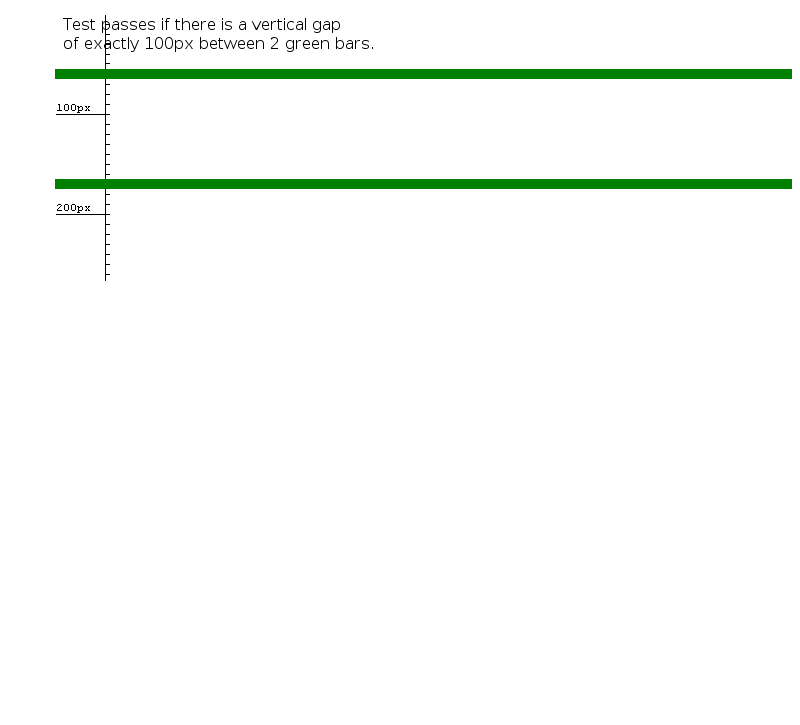 Test passes if there is a vertical gap
of exactly 100px between 2 green bars.
100px
200px